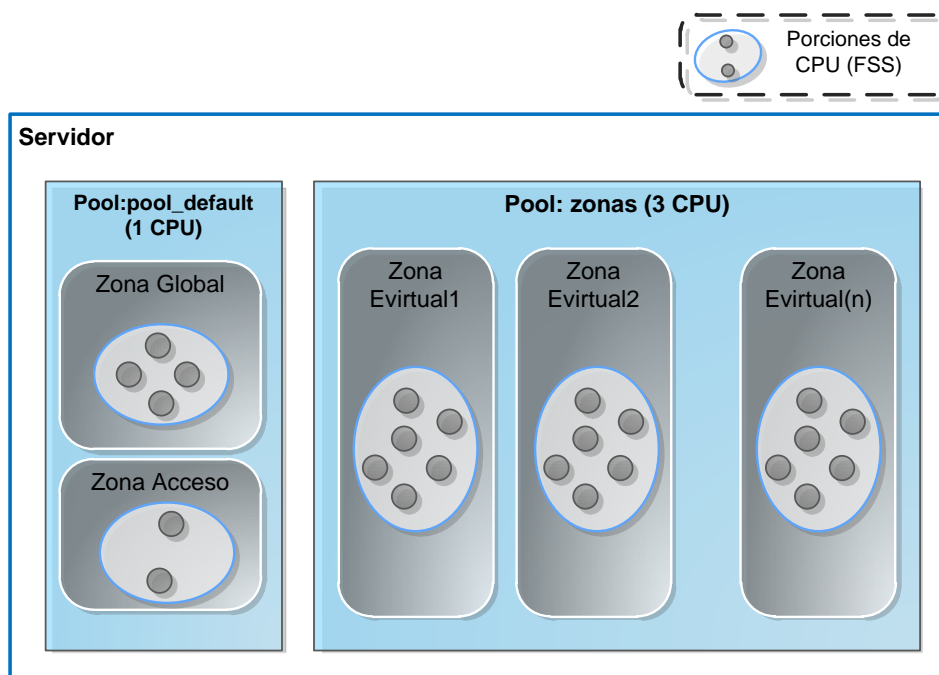 Porciones de
CPU (FSS)
Servidor
Pool:pool_default
(1 CPU)
Zona Global
Zona Acceso
Pool: zonas (3 CPU)
Zona
Evirtual1
Zona
Evirtual2
Zona
Evirtual(n)